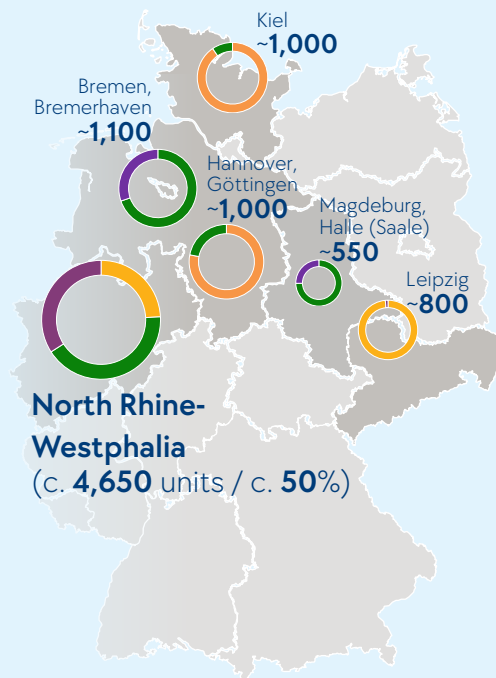 Kiel
~1,000
Bremen,
Bremerhaven
~1,100
Hannover,
Göttingen
~1,000
Magdeburg,
Halle (Saale)
~550
Leipzig
~800
North Rhine-
Westphalia
(c. 4,650 units / c. 50%)